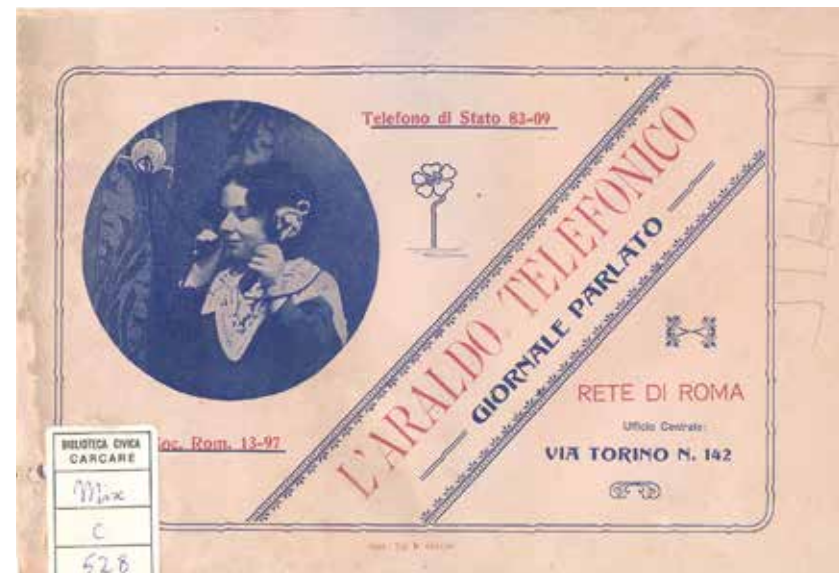 Telefono di Stato 83-09
L'ARALDO TELEFONICO
GIORNALE PARLATO
RETE DI ROMA
Ufficio Centrale:
VIA TORINO N. 142
Soc. Rom. 13-97
BIBLIOTECA CIVICA
CARCARE
Misc
C
528